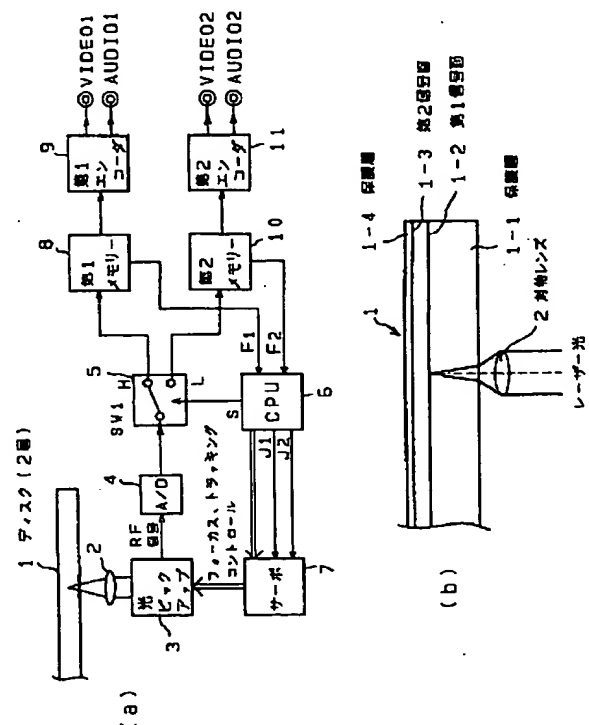 (a)
1 ディスク(2層)
2
光
ピック
アップ
3
RF
信号
A/D
4
SW1
H
L
5
S
CPU
6
F1
F2
J1
J2
フォーカス、トラッキング
コントロール
サーボ
7
第1
メモリー
8
第1
エン
コーダ
9
第2
メモリー
10
第2
エン
コーダ
11
VIDEO1
AUDIO1
VIDEO2
AUDIO2
(b)
1
1-4 保護層
1-3 第2信号面
1-2 第1信号面
1-1 保護層
2 対物レンズ
レーザー光